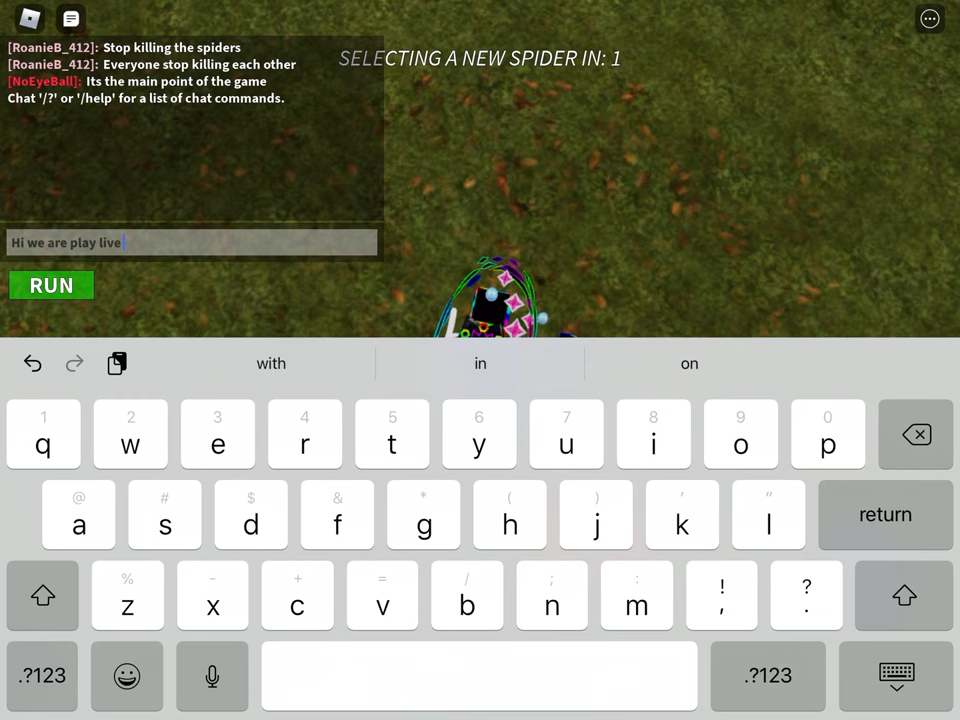 [RoanieB_412]: Stop killing the spiders
[RoanieB_412]: Everyone stop killing each other
[NoEyeBall]: Its the main point of the game
Chat '/?' or '/help' for a list of chat commands.
SELECTING A NEW SPIDER IN: 1
Hi we are play live
RUN
with in on
1 2 3 4 5 6 7 8 9 0
q w e r t y u i o p
@ # $ & * ( ) ' "
a s d f g h j k l return
% - + = / ; : ! ?
z x c v b n m , .
.?123 .?123